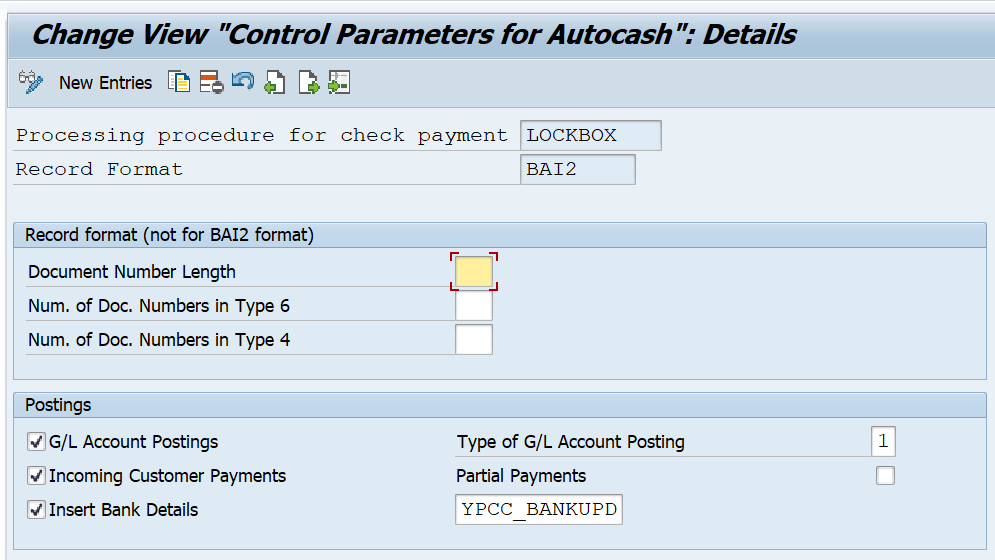 Change View "Control Parameters for Autocash": Details
New Entries
Processing procedure for check payment LOCKBOX
Record Format BAI2
Record format (not for BAI2 format)
Document Number Length
Num. of Doc. Numbers in Type 6
Num. of Doc. Numbers in Type 4
Postings
G/L Account Postings Type of G/L Account Posting 1
Incoming Customer Payments Partial Payments
Insert Bank Details YPCC_BANKUPD